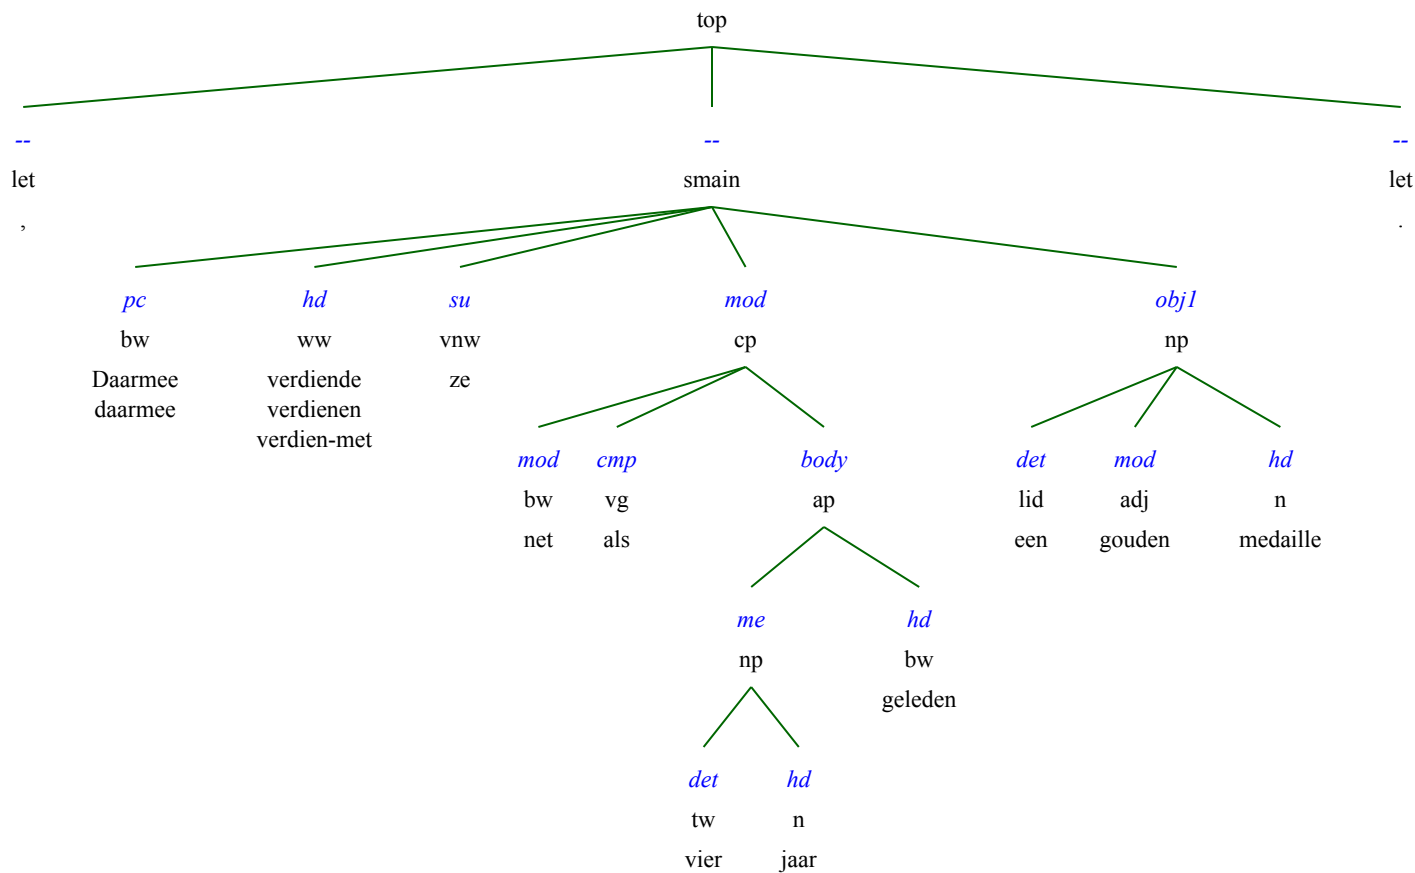 top
-- -- --
let smain let
, .
pc hd su mod obj1
bw ww vnw cp np
Daarmee verdiende ze
daarmee verdienen
verdien-met
mod cmp body det mod hd
bw vg ap lid adj n
net als een gouden medaille
me hd
np bw
geleden
det hd
tw n
vier jaar